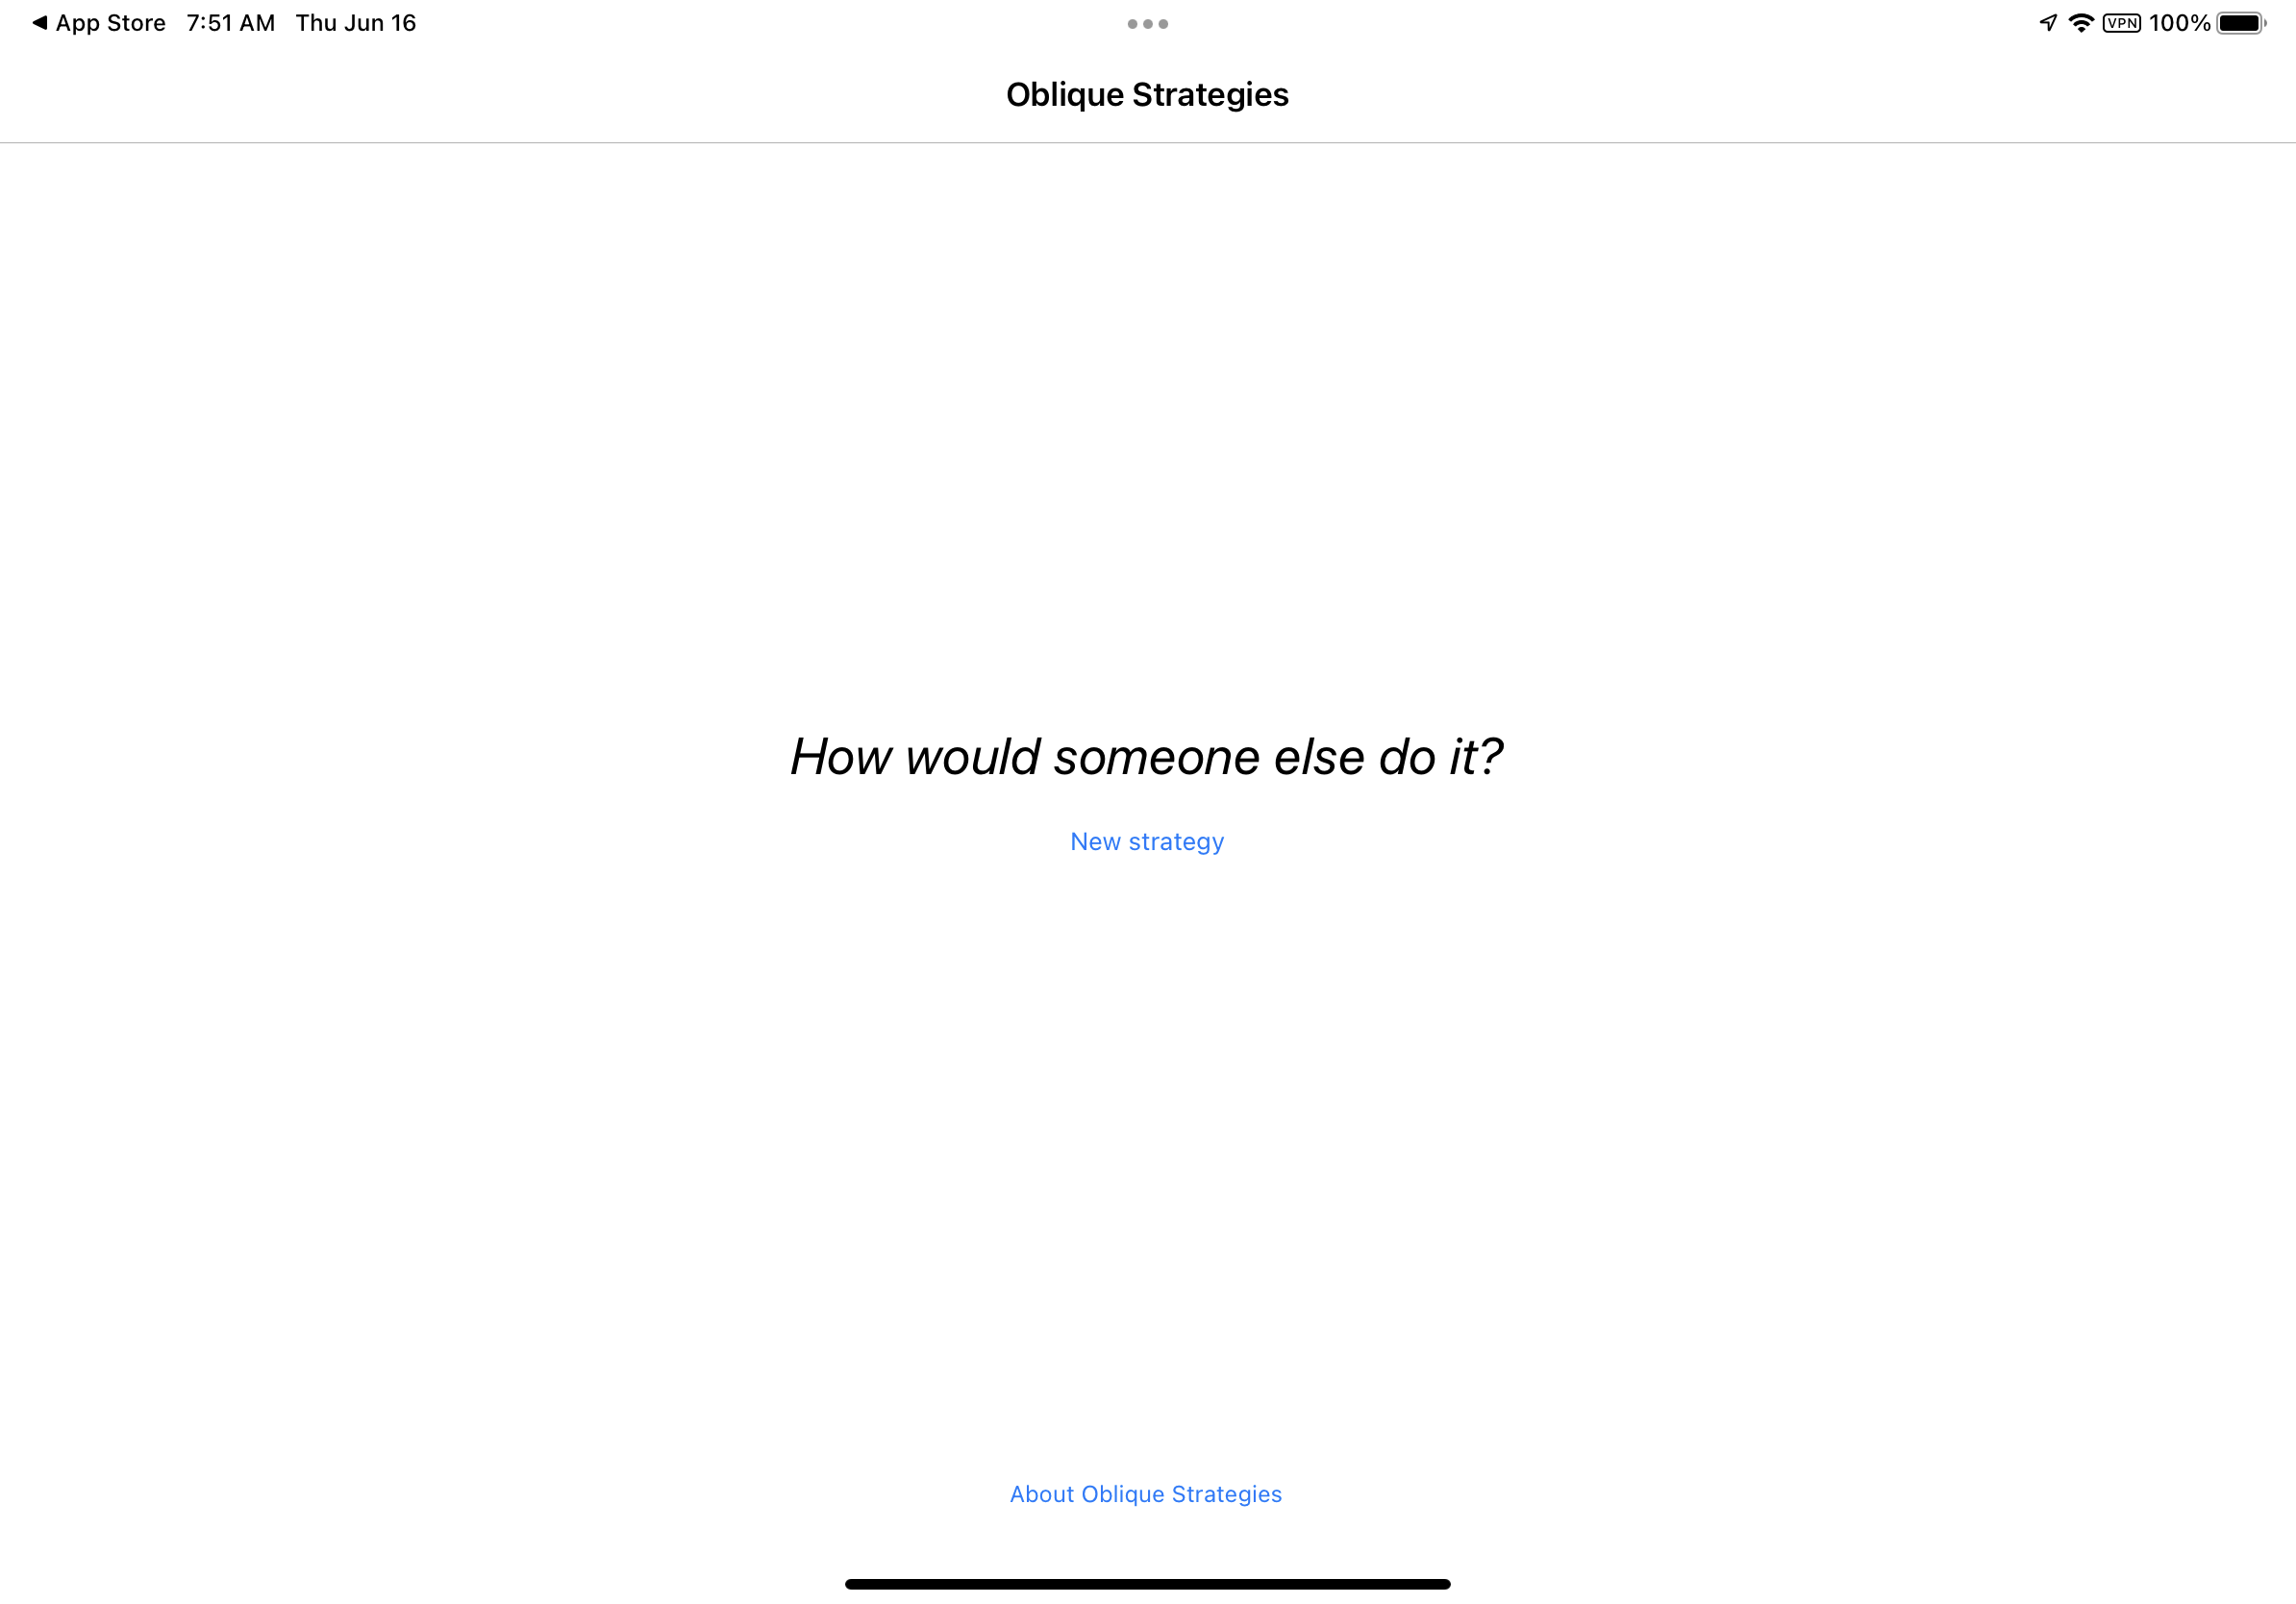 App Store 7:51 AM Thu Jun 16 VPN 100%
Oblique Strategies
How would someone else do it?
New strategy
About Oblique Strategies